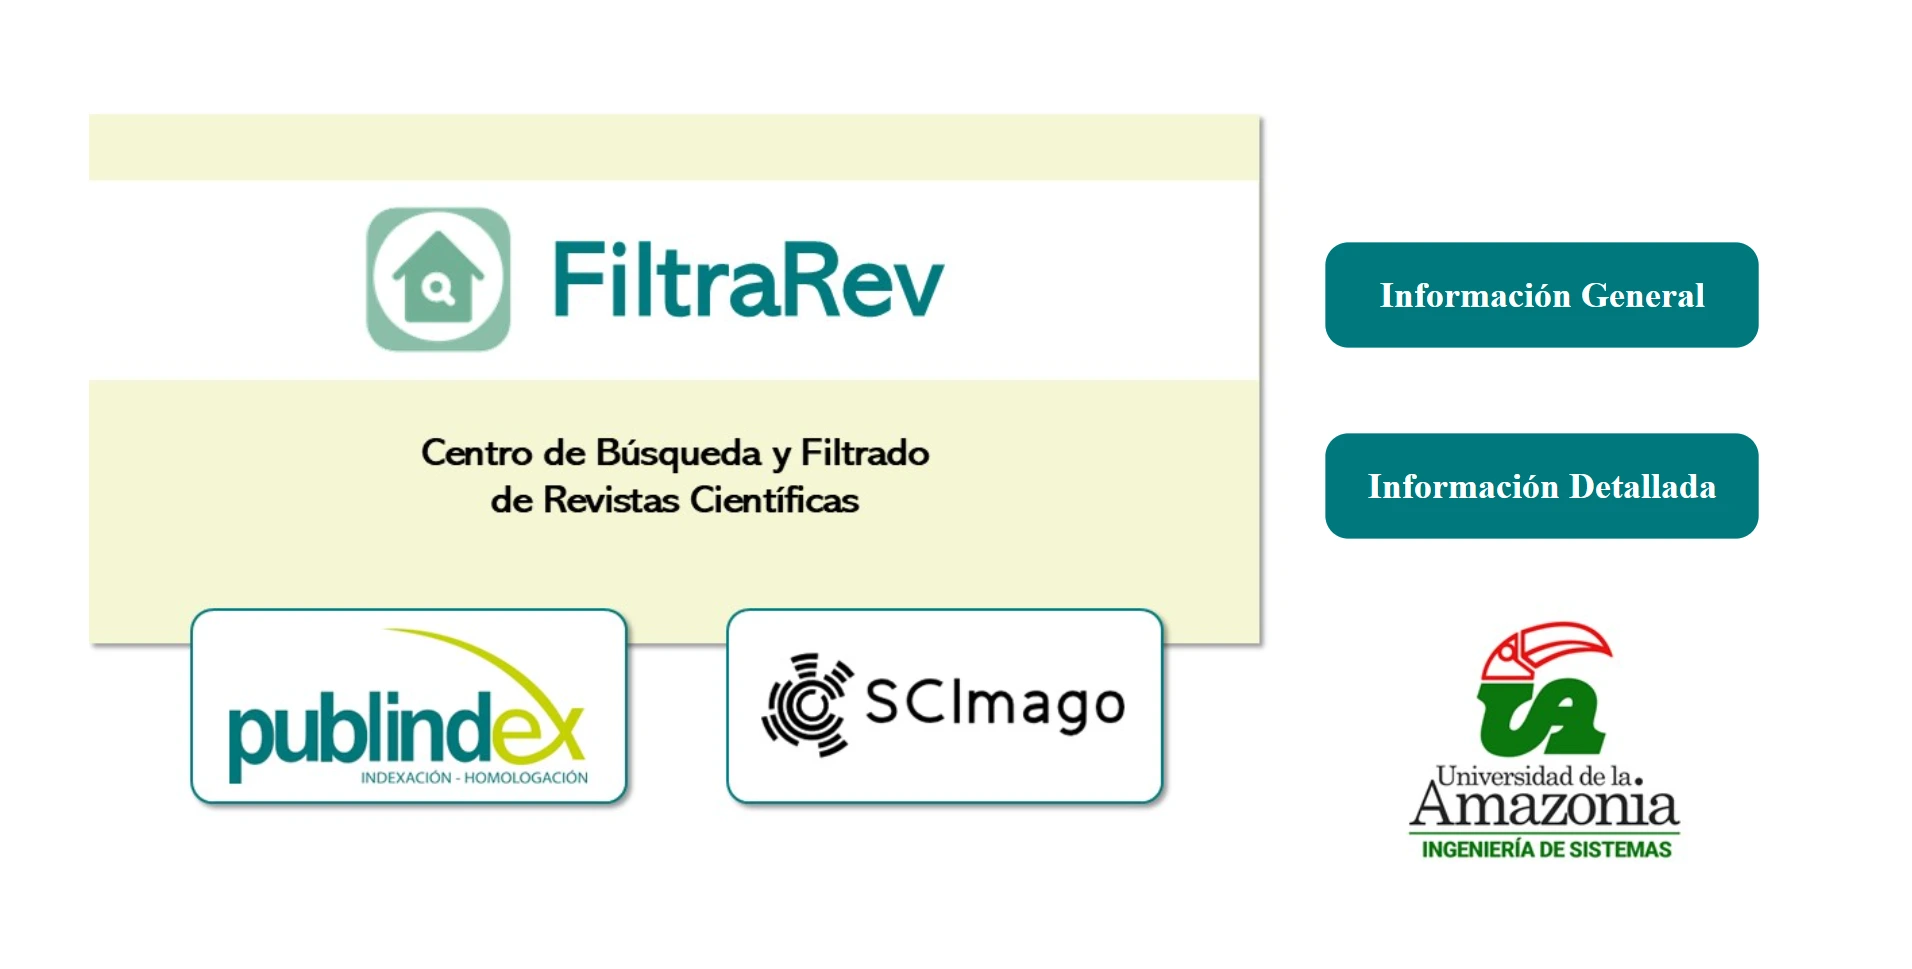 FiltraRev
Centro de Búsqueda y Filtrado
de Revistas Científicas
publindex
INDEXACIÓN - HOMOLOGACIÓN
SCImago
Información General
Información Detallada
Universidad de la
Amazonia
INGENIERÍA DE SISTEMAS